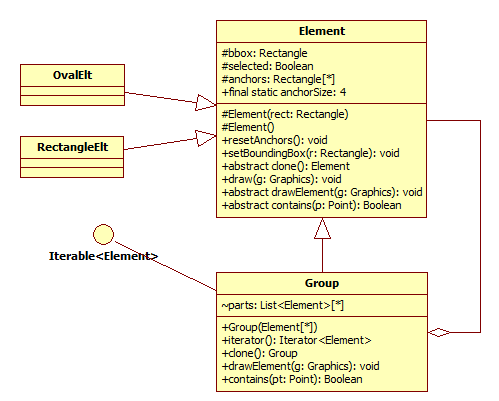 Element
#bbox: Rectangle
#selected: Boolean
#anchors: Rectangle[*]
+final static anchorSize: 4
#Element(rect: Rectangle)
#Element()
+resetAnchors(): void
+setBoundingBox(r: Rectangle): void
+abstract clone(): Element
+draw(g: Graphics): void
+abstract drawElement(g: Graphics): void
+abstract contains(p: Point): Boolean
OvalElt
RectangleElt
Iterable<Element>
Group
~parts: List<Element>[*]
+Group(Element[*])
+iterator(): Iterator<Element>
+clone(): Group
+drawElement(g: Graphics): void
+contains(pt: Point): Boolean